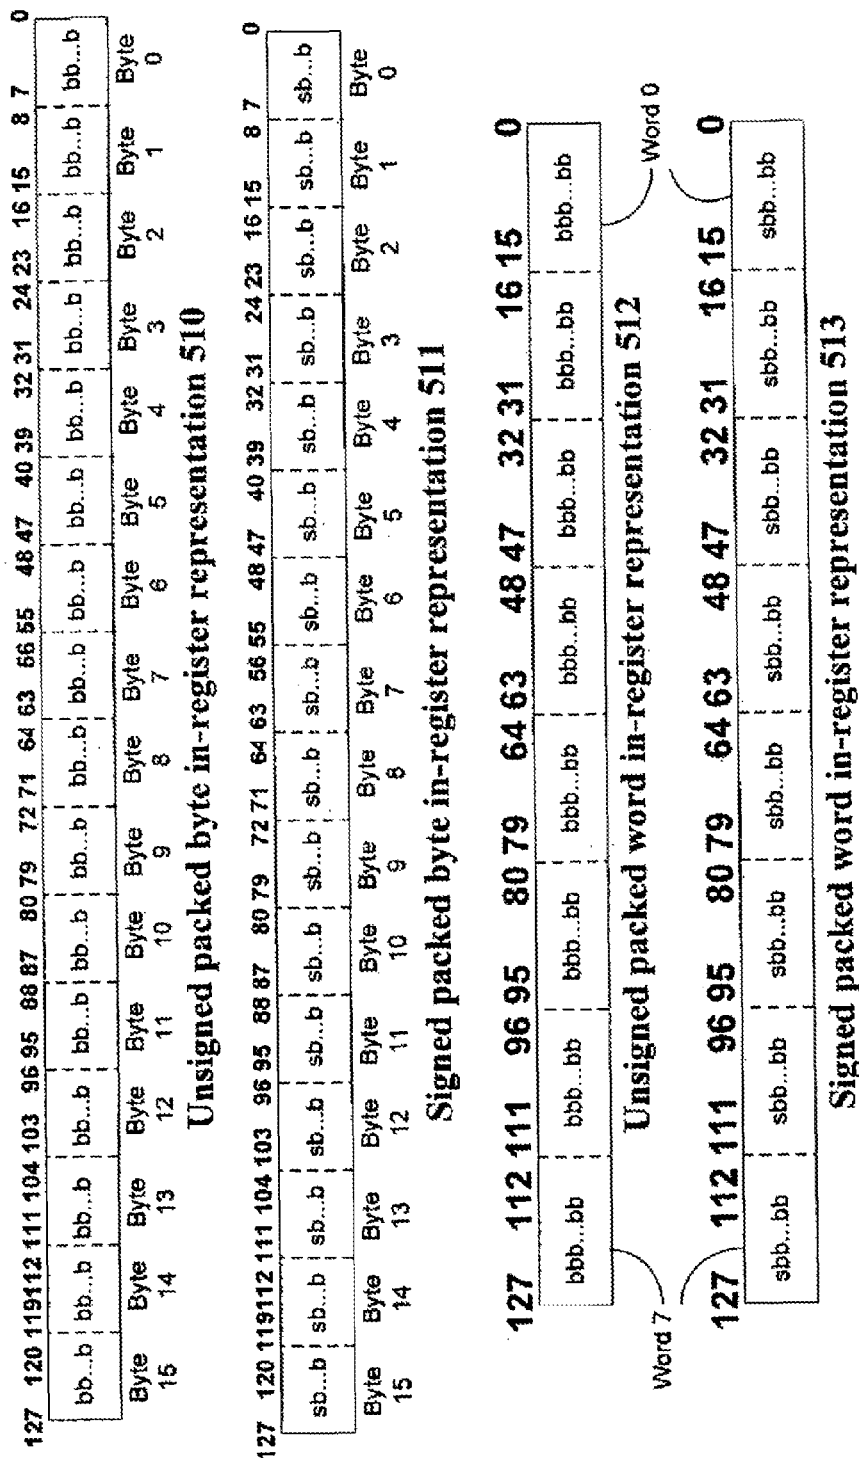 127 120 119 112 111 104 103 96 95 88 87 80 79 72 71 64 63 56 55 48 47 40 39 32 31 24 23 16 15 8 7 0
bb...b bb...b bb...b bb...b bb...b bb...b bb...b bb...b bb...b bb...b bb...b bb...b bb...b bb...b bb...b bb...b
Byte Byte Byte Byte Byte Byte Byte Byte Byte Byte Byte Byte Byte Byte Byte Byte
15 14 13 12 11 10 9 8 7 6 5 4 3 2 1 0
Unsigned packed byte in-register representation 510
127 120 119 112 111 104 103 96 95 88 87 80 79 72 71 64 63 56 55 48 47 40 39 32 31 24 23 16 15 8 7 0
sb...b sb...b sb...b sb...b sb...b sb...b sb...b sb...b sb...b sb...b sb...b sb...b sb...b sb...b sb...b sb...b
Byte Byte Byte Byte Byte Byte Byte Byte Byte Byte Byte Byte Byte Byte Byte Byte
15 14 13 12 11 10 9 8 7 6 5 4 3 2 1 0
Signed packed byte in-register representation 511
127 112 111 96 95 80 79 64 63 48 47 32 31 16 15 0
bbb...bb bbb...bb bbb...bb bbb...bb bbb...bb bbb...bb bbb...bb bbb...bb
Unsigned packed word in-register representation 512
Word 7 Word 0
127 112 111 96 95 80 79 64 63 48 47 32 31 16 15 0
sbb...bb sbb...bb sbb...bb sbb...bb sbb...bb sbb...bb sbb...bb sbb...bb
Signed packed word in-register representation 513